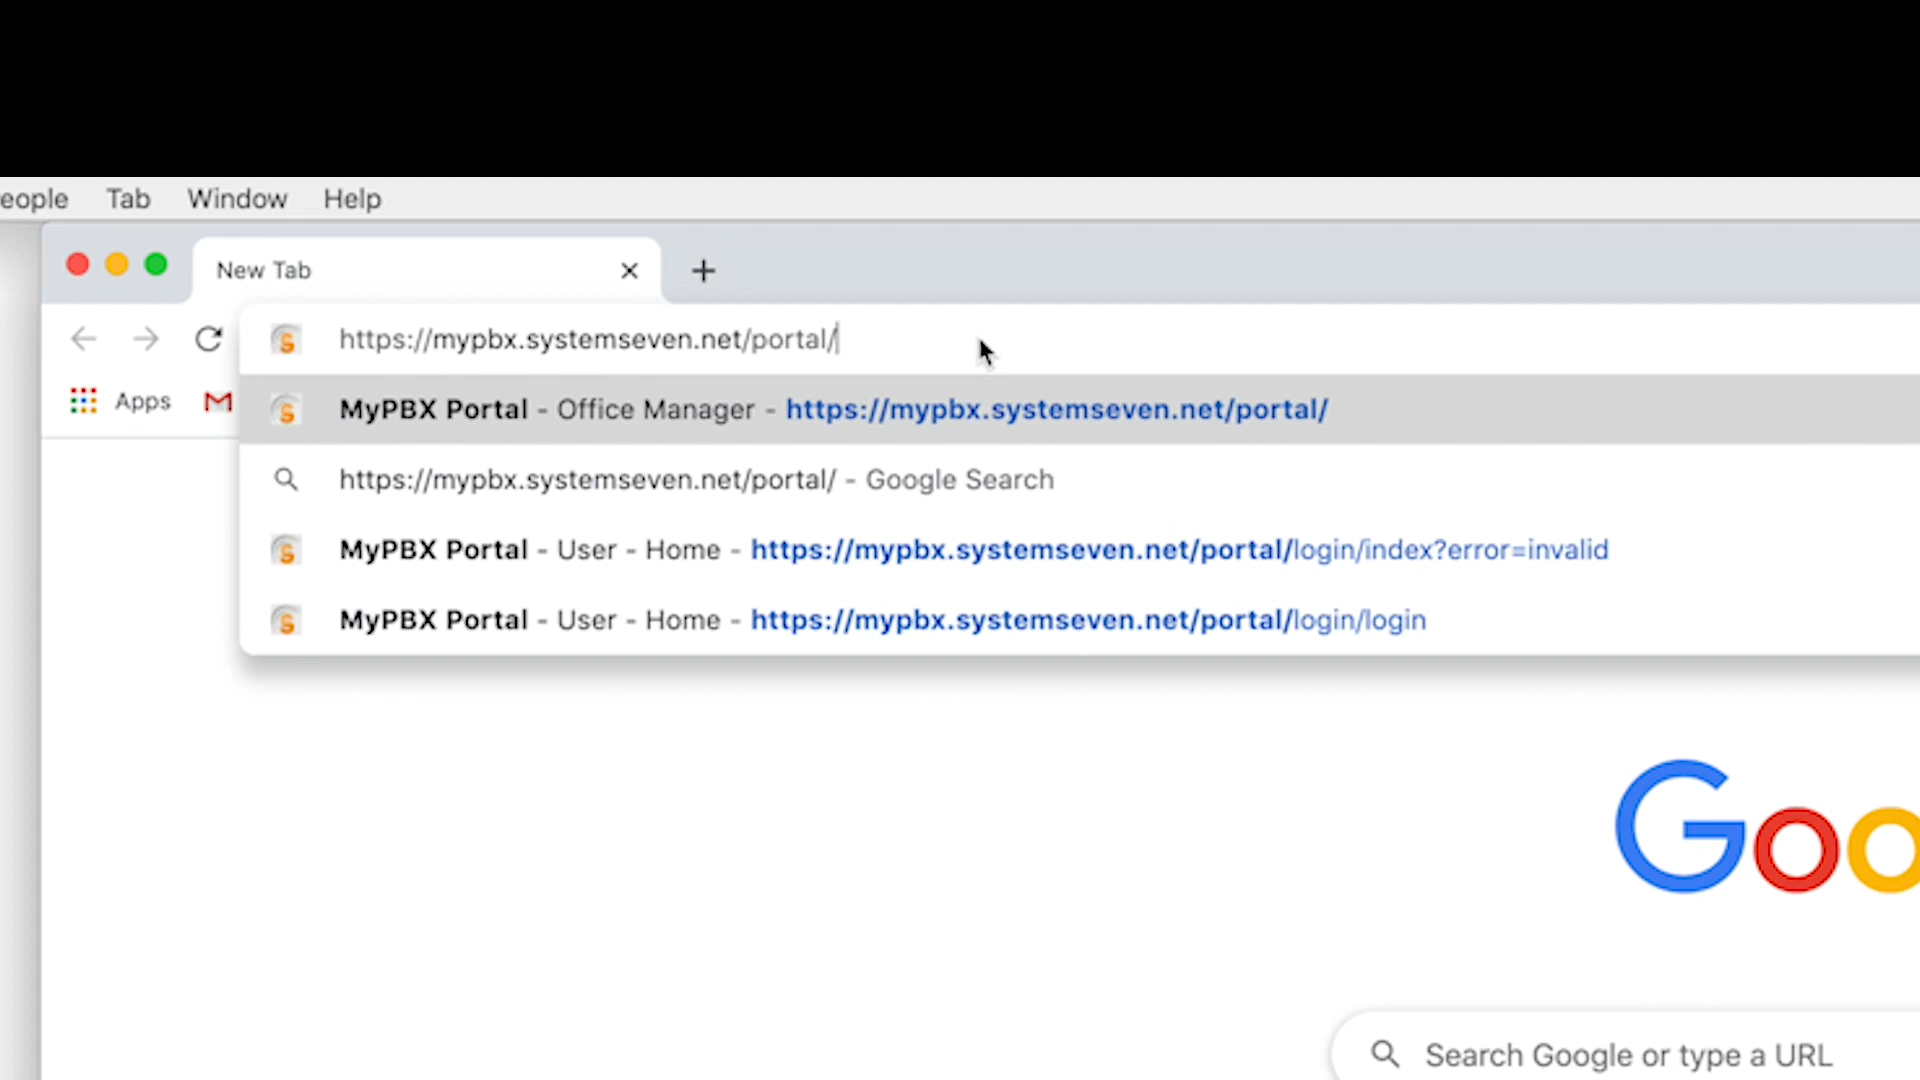 eople Tab Window Help
New Tab
https://mypbx.systemseven.net/portal/
Apps
MyPBX Portal - Office Manager - https://mypbx.systemseven.net/portal/
https://mypbx.systemseven.net/portal/ - Google Search
MyPBX Portal - User - Home - https://mypbx.systemseven.net/portal/login/index?error=invalid
MyPBX Portal - User - Home - https://mypbx.systemseven.net/portal/login/login
Goo
Search Google or type a URL